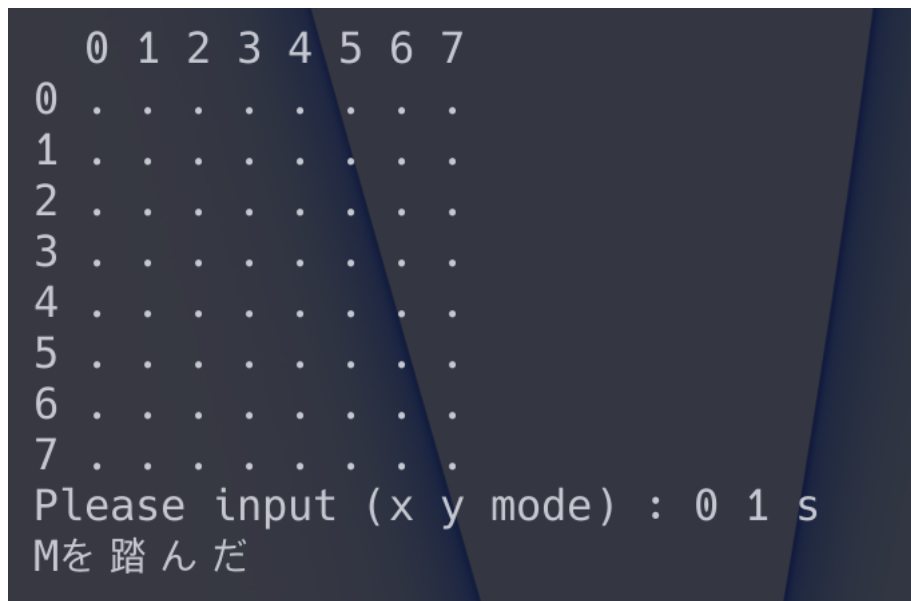 0 1 2 3 4 5 6 7
0 . . . . . . . .
1 . . . . . . . .
2 . . . . . . . .
3 . . . . . . . .
4 . . . . . . . .
5 . . . . . . . .
6 . . . . . . . .
7 . . . . . . . .
Please input (x y mode) : 0 1 s
Mを踏んだ